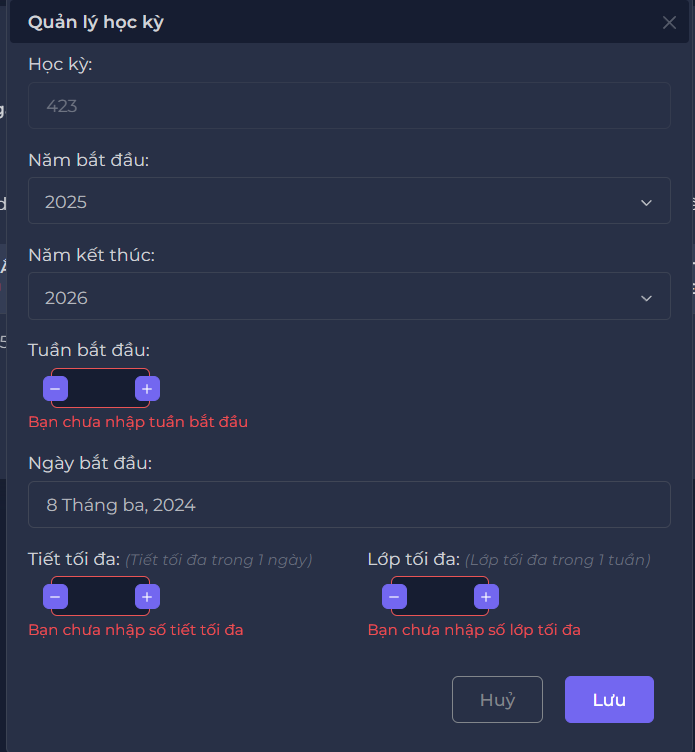 Quản lý học kỳ
Học kỳ:
423
Năm bắt đầu:
2025
Năm kết thúc:
2026
Tuần bắt đầu:
Bạn chưa nhập tuần bắt đầu
Ngày bắt đầu:
8 Tháng ba, 2024
Tiết tối đa: (Tiết tối đa trong 1 ngày) Lớp tối đa: (Lớp tối đa trong 1 tuần)
Bạn chưa nhập số tiết tối đa Bạn chưa nhập số lớp tối đa
Huỷ Lưu